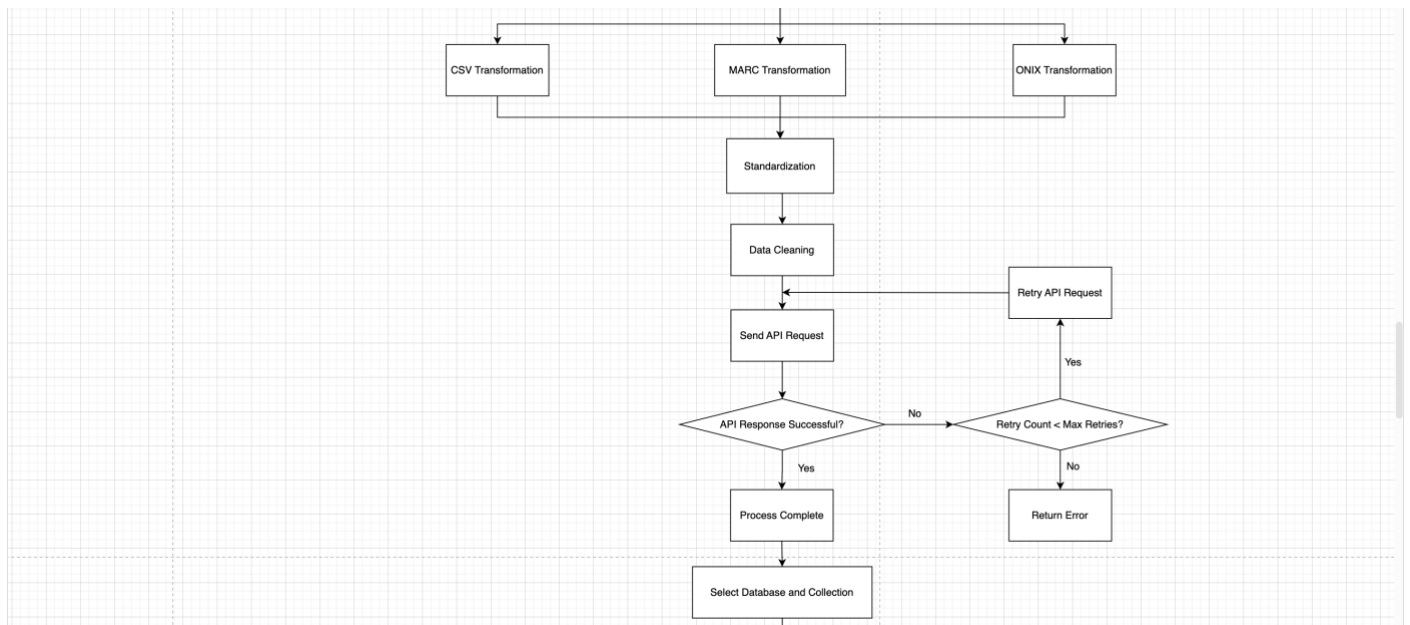 CSV Transformation
MARC Transformation
ONIX Transformation
Standardization
Data Cleaning
Retry API Request
Send API Request
Yes
API Response Successful?
No
Retry Count < Max Retries?
Yes
No
Process Complete
Return Error
Select Database and Collection